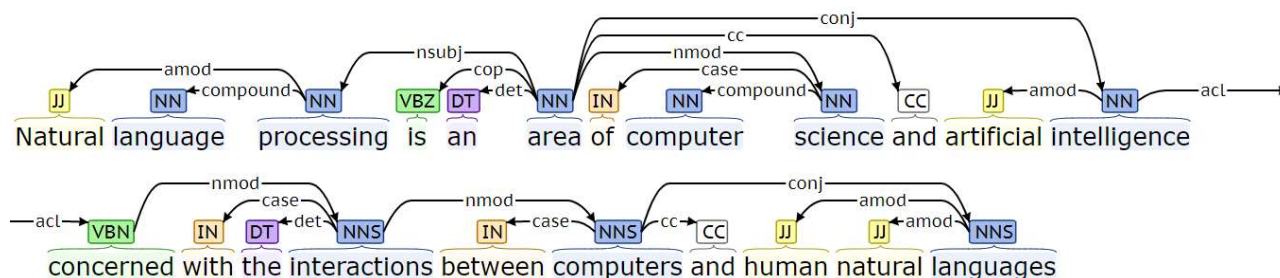 conj
cc
nsubj nmod
amod cop case
compound det compound amod acl
JJ NN NN VBZ DT NN IN NN NN CC JJ NN
Natural language processing is an area of computer science and artificial intelligence
nmod conj
case nmod amod
acl det case cc amod
VBN IN DT NNS IN NNS CC JJ JJ NNS
concerned with the interactions between computers and human natural languages